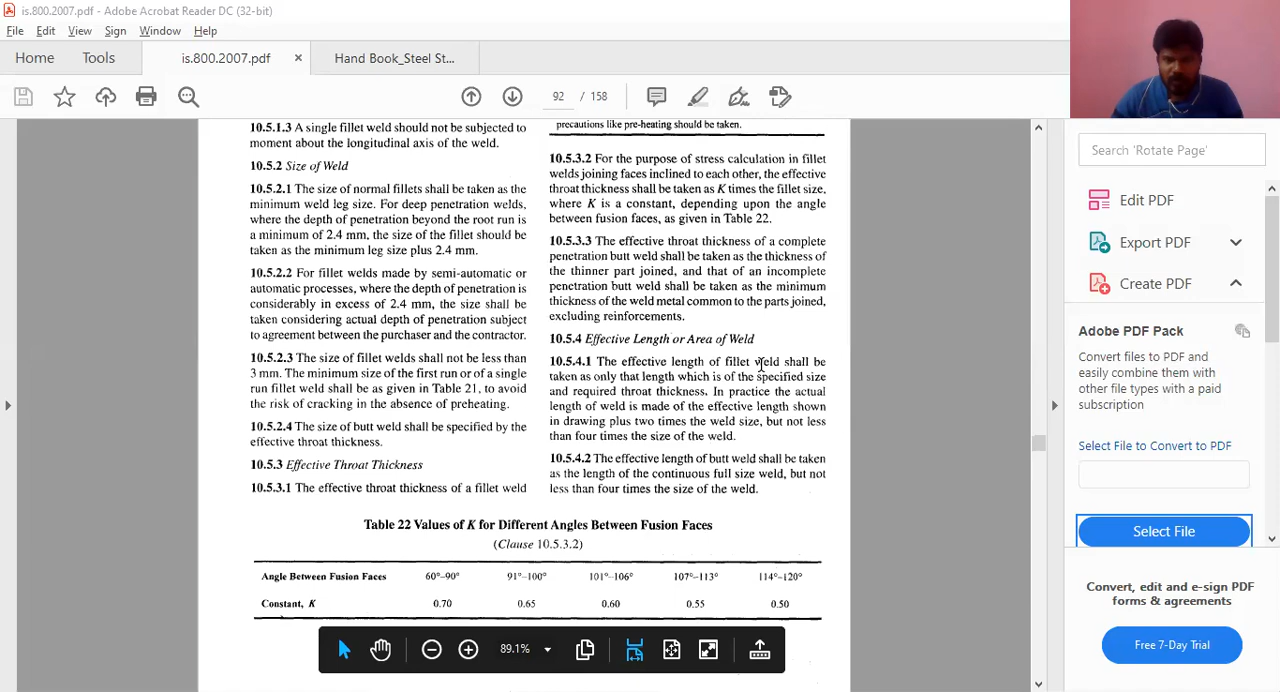 is.800.2007.pdf - Adobe Acrobat Reader DC (32-bit)
File Edit View Sign Window Help
Home Tools is.800.2007.pdf × Hand Book_Steel St...
92 / 158
10.5.1.3 A single fillet weld should not be subjected to
moment about the longitudinal axis of the weld.
10.5.2 Size of Weld
10.5.2.1 The size of normal fillets shall be taken as the
minimum weld leg size. For deep penetration welds,
where the depth of penetration beyond the root run is
a minimum of 2.4 mm, the size of the fillet should be
taken as the minimum leg size plus 2.4 mm.
10.5.2.2 For fillet welds made by semi-automatic or
automatic processes, where the depth of penetration is
considerably in excess of 2.4 mm, the size shall be
taken considering actual depth of penetration subject
to agreement between the purchaser and the contractor.
10.5.2.3 The size of fillet welds shall not be less than
3 mm. The minimum size of the first run or of a single
run fillet weld shall be as given in Table 21, to avoid
the risk of cracking in the absence of preheating.
10.5.2.4 The size of butt weld shall be specified by the
effective throat thickness.
10.5.3 Effective Throat Thickness
10.5.3.1 The effective throat thickness of a fillet weld
precautions like pre-heating should be taken.
10.5.3.2 For the purpose of stress calculation in fillet
welds joining faces inclined to each other, the effective
throat thickness shall be taken as K times the fillet size,
where K is a constant, depending upon the angle
between fusion faces, as given in Table 22.
10.5.3.3 The effective throat thickness of a complete
penetration butt weld shall be taken as the thickness of
the thinner part joined, and that of an incomplete
penetration butt weld shall be taken as the minimum
thickness of the weld metal common to the parts joined,
excluding reinforcements.
10.5.4 Effective Length or Area of Weld
10.5.4.1 The effective length of fillet weld shall be
taken as only that length which is of the specified size
and required throat thickness. In practice the actual
length of weld is made of the effective length shown
in drawing plus two times the weld size, but not less
than four times the size of the weld.
10.5.4.2 The effective length of butt weld shall be taken
as the length of the continuous full size weld, but not
less than four times the size of the weld.
Table 22 Values of K for Different Angles Between Fusion Faces
(Clause 10.5.3.2)
Angle Between Fusion Faces 60°–90° 91°–100° 101°–106° 107°–113° 114°–120°
Constant, K 0.70 0.65 0.60 0.55 0.50
89.1%
Search 'Rotate Page'
Edit PDF
Export PDF
Create PDF
Adobe PDF Pack
Convert files to PDF and
easily combine them with
other file types with a paid
subscription
Select File to Convert to PDF
Select File
Convert, edit and e-sign PDF
forms & agreements
Free 7-Day Trial